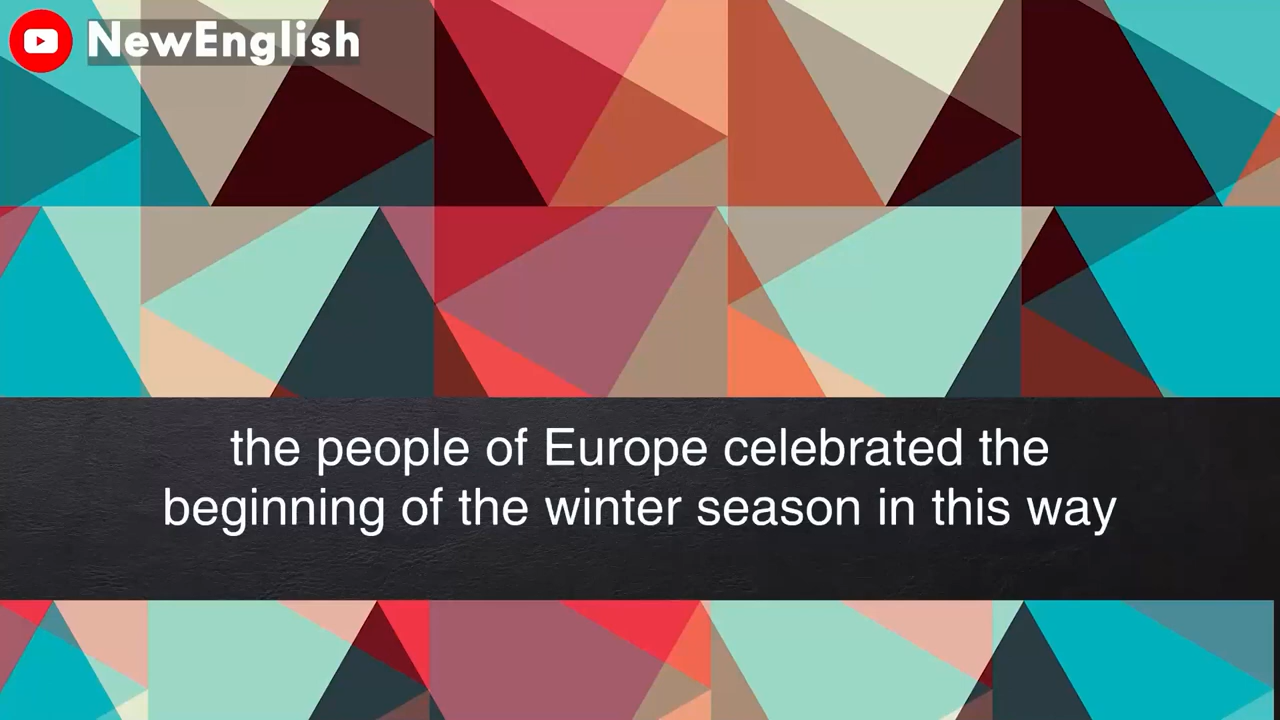 NewEnglish
the people of Europe celebrated the
beginning of the winter season in this way